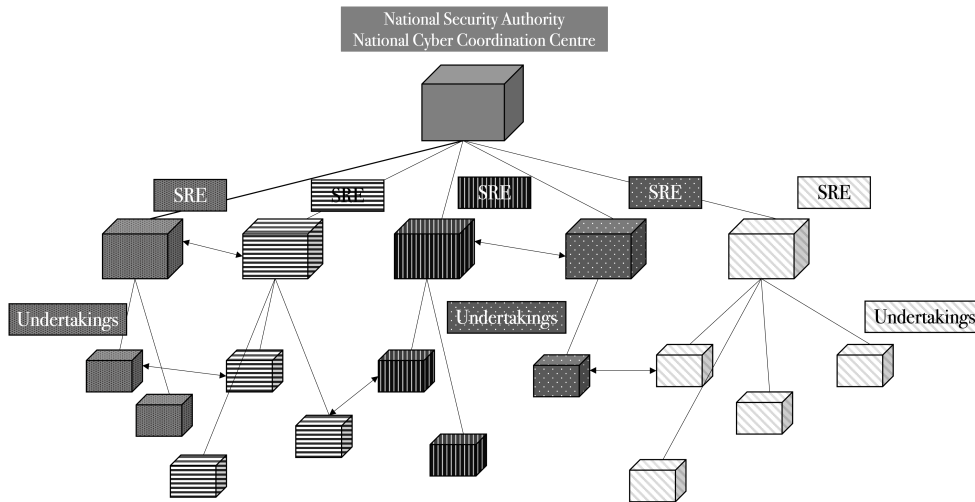 National Security Authority
National Cyber Coordination Centre
SRE
SRE
SRE
SRE
SRE
Undertakings
Undertakings
Undertakings